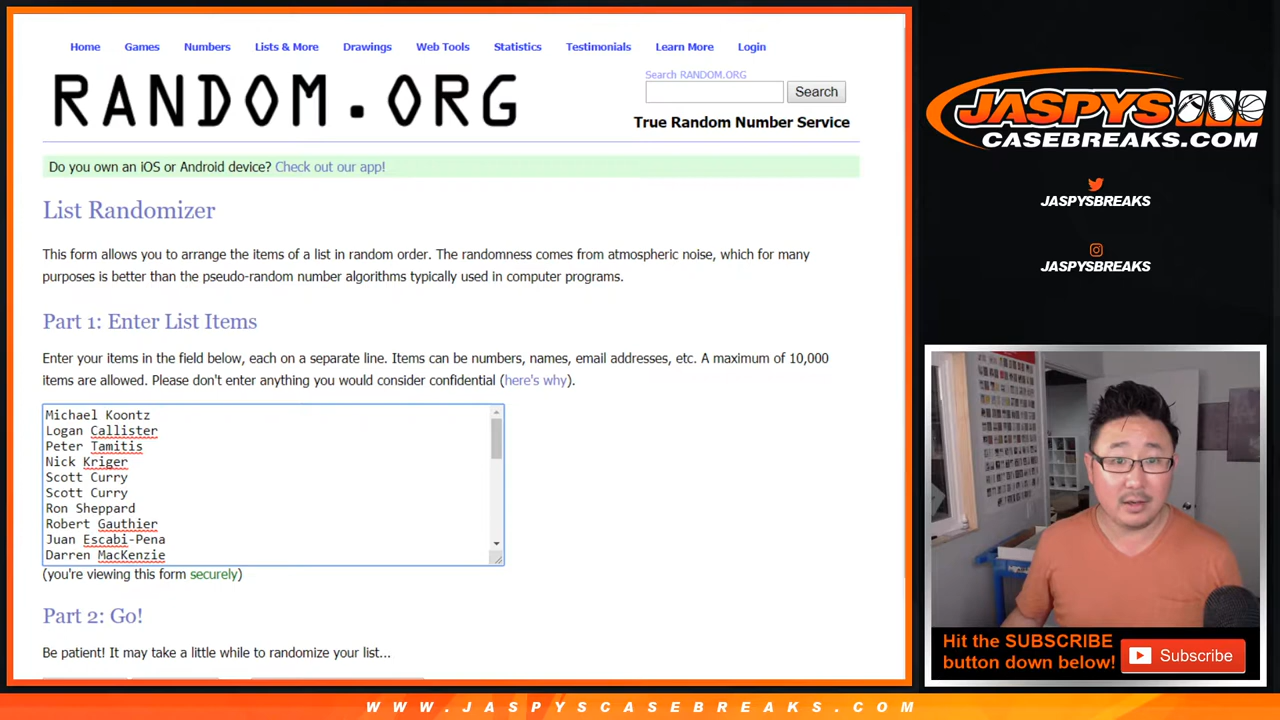 Home Games Numbers Lists & More Drawings Web Tools Statistics Testimonials Learn More Login
RANDOM.ORG
Search RANDOM.ORG
Search
True Random Number Service
Do you own an iOS or Android device? Check out our app!
List Randomizer
This form allows you to arrange the items of a list in random order. The randomness comes from atmospheric noise, which for many
purposes is better than the pseudo-random number algorithms typically used in computer programs.
Part 1: Enter List Items
Enter your items in the field below, each on a separate line. Items can be numbers, names, email addresses, etc. A maximum of 10,000
items are allowed. Please don't enter anything you would consider confidential (here's why).
Michael Koontz
Logan Callister
Peter Tamitis
Nick Kriger
Scott Curry
Scott Curry
Ron Sheppard
Robert Gauthier
Juan Escabi-Pena
Darren MacKenzie
(you're viewing this form securely)
Part 2: Go!
Be patient! It may take a little while to randomize your list...
JASPYS
CASEBREAKS.COM
JASPYSBREAKS
JASPYSBREAKS
Hit the SUBSCRIBE
button down below!
Subscribe
WWW.JASPYSCASEBREAKS.COM